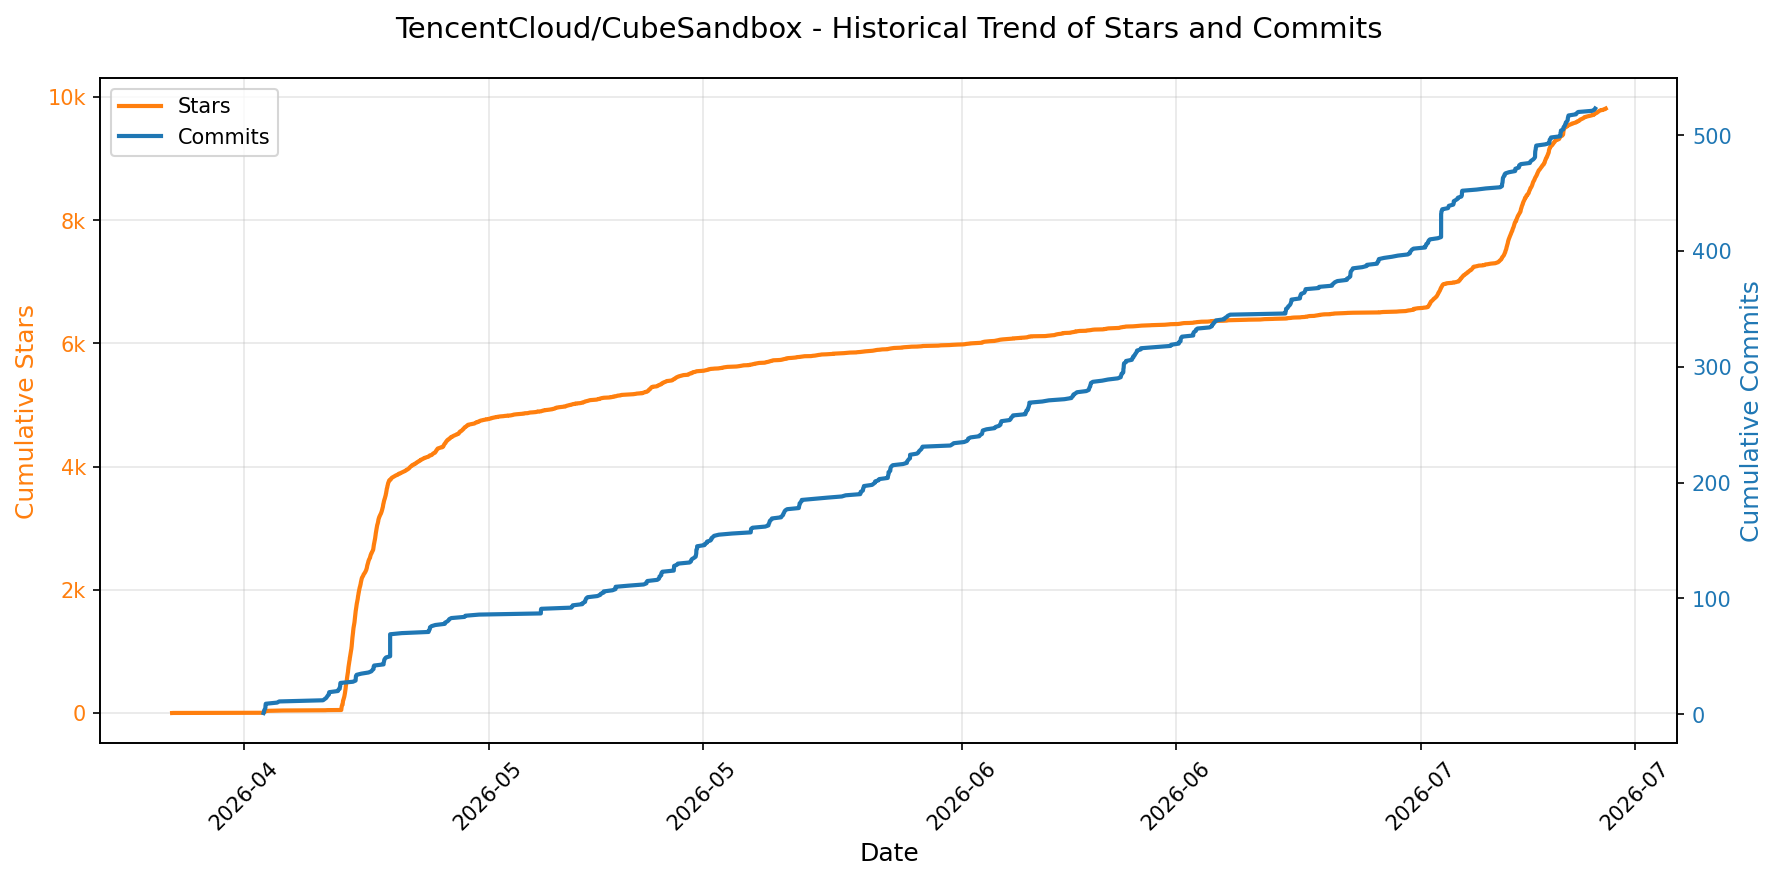 TencentCloud/CubeSandbox - Historical Trend of Stars and Commits
Stars
Commits
10k
8k
6k
4k
2k
0
Cumulative Stars
500
400
300
200
100
0
Cumulative Commits
2026-04
2026-05
2026-05
2026-06
2026-06
2026-07
2026-07
Date